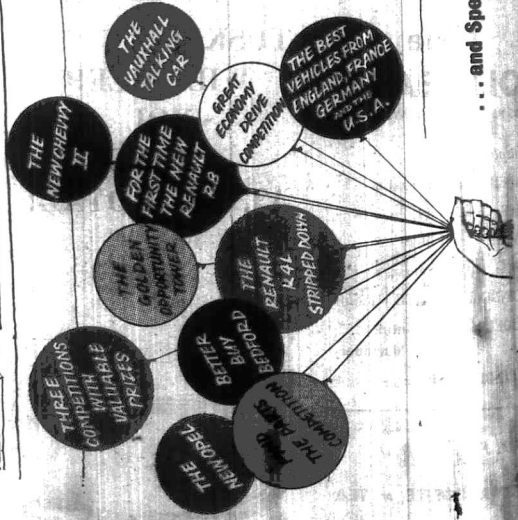 ... and Spe
THE
VAUXHALL
TALKING
CAR
THE BEST
VEHICLES FROM
ENGLAND, FRANCE
GERMANY
AND THE
U.S.A.
GREAT
ECONOMY
DRIVE
COMPETITION
THE
NEW CHEVVY
II
FOR THE
FIRST TIME
THE NEW
RENAULT
R8
THE
GOLDEN
OPPORTUNITY
TOWER
THE
RENAULT
R4L
STRIPPED DOWN
THREE
COMPETITIONS
WITH
VALUABLE
PRIZES
BETER
BUY
BEDFORD
THE PARTS
COMPETITION
THE
NEW OPEL